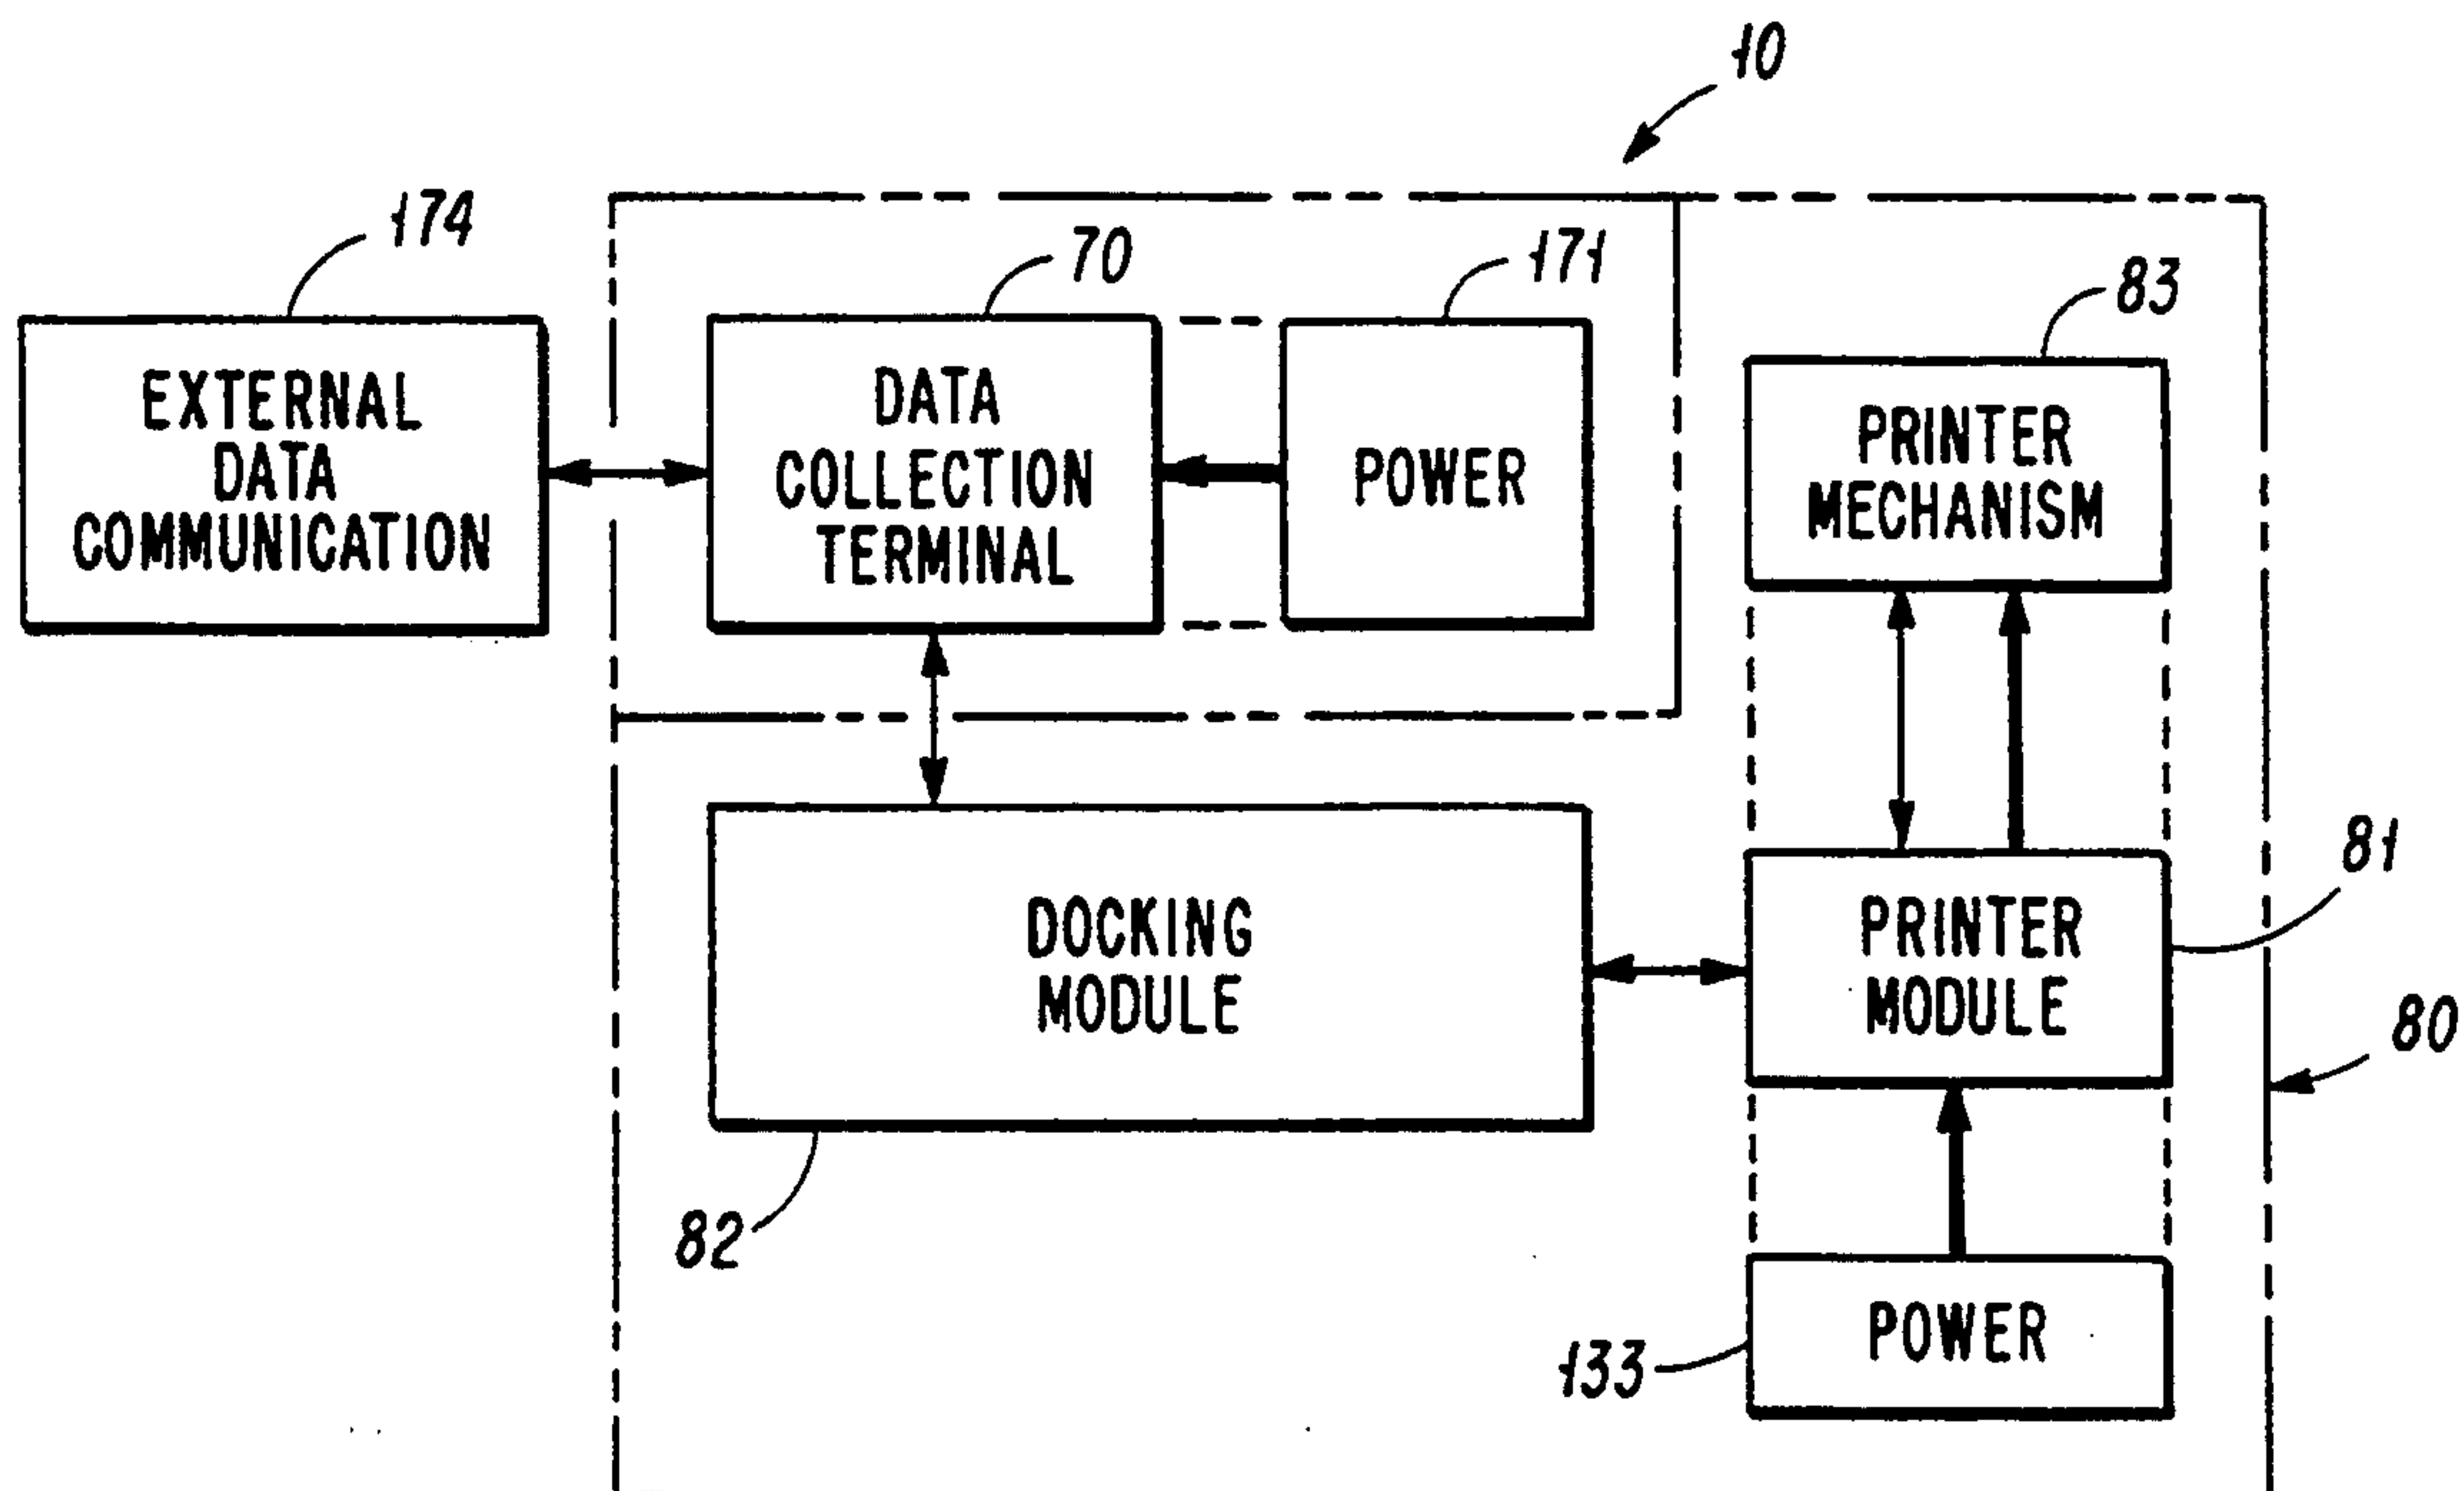 10
174
70
171
83
EXTERNAL
DATA
COMMUNICATION
DATA
COLLECTION
TERMINAL
POWER
PRINTER
MECHANISM
81
DOCKING
MODULE
PRINTER
MODULE
80
82
133
POWER